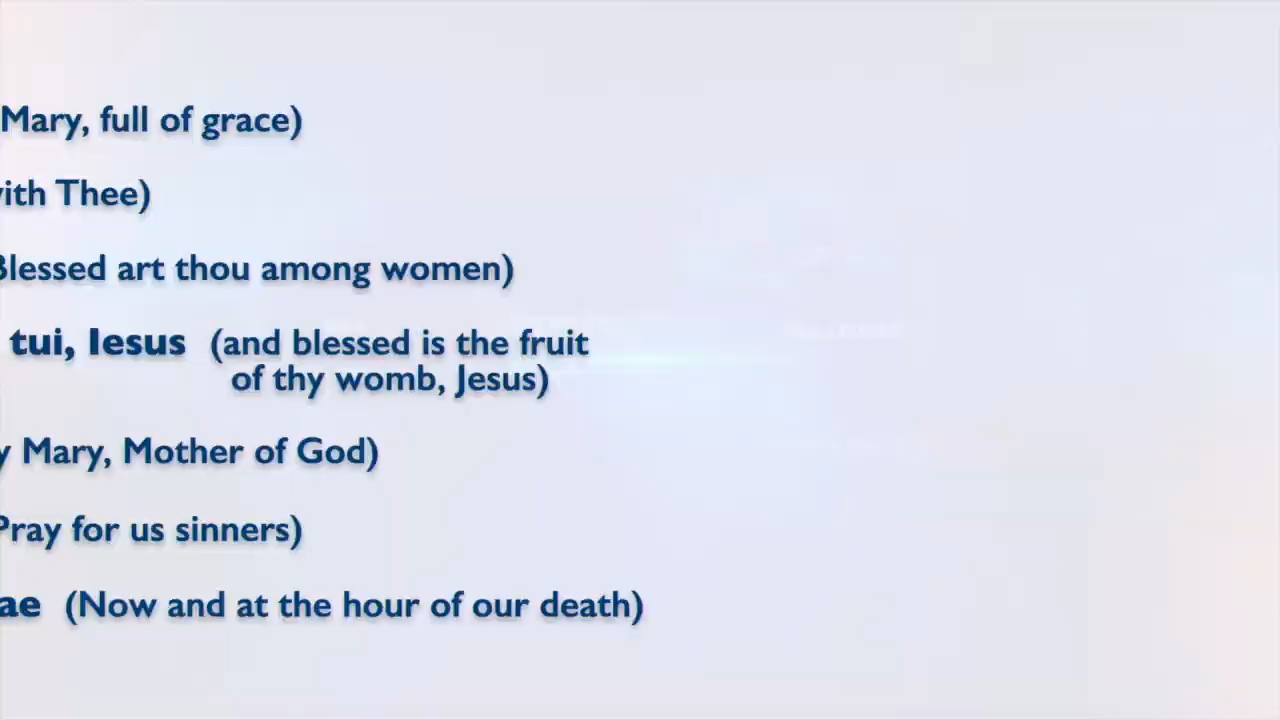 Mary, full of grace)
with Thee)
Blessed art thou among women)
tui, Iesus (and blessed is the fruit
of thy womb, Jesus)
y Mary, Mother of God)
Pray for us sinners)
ae (Now and at the hour of our death)